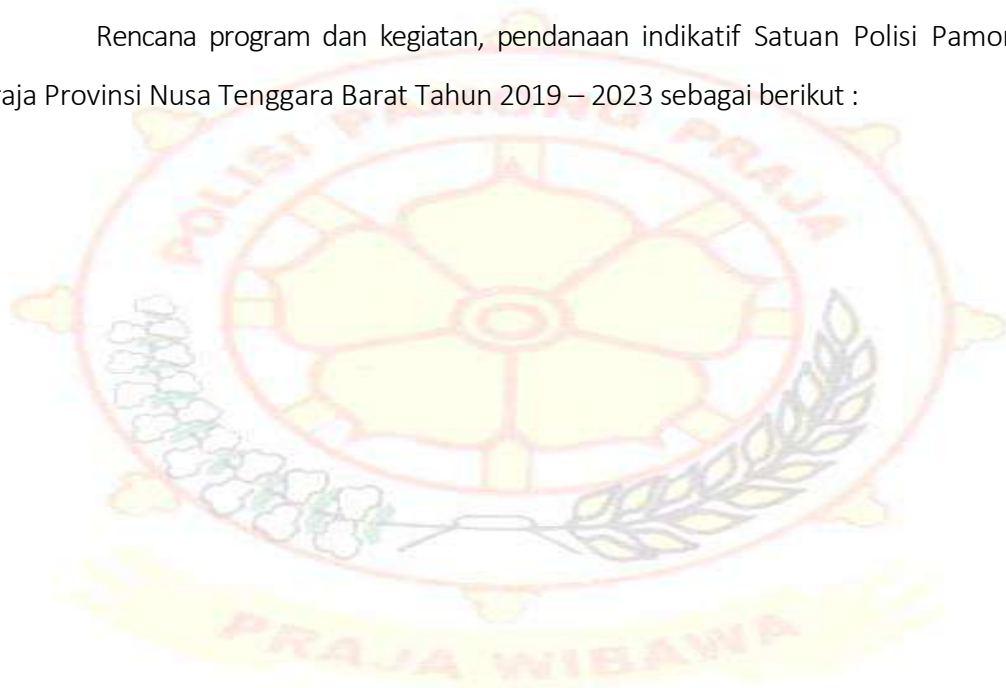 Rencana program dan kegiatan, pendanaan indikatif Satuan Polisi Pamon
raja Provinsi Nusa Tenggara Barat Tahun 2019 – 2023 sebagai berikut :
POLISI PAMONG PRAJA
PRAJA WIBAWA